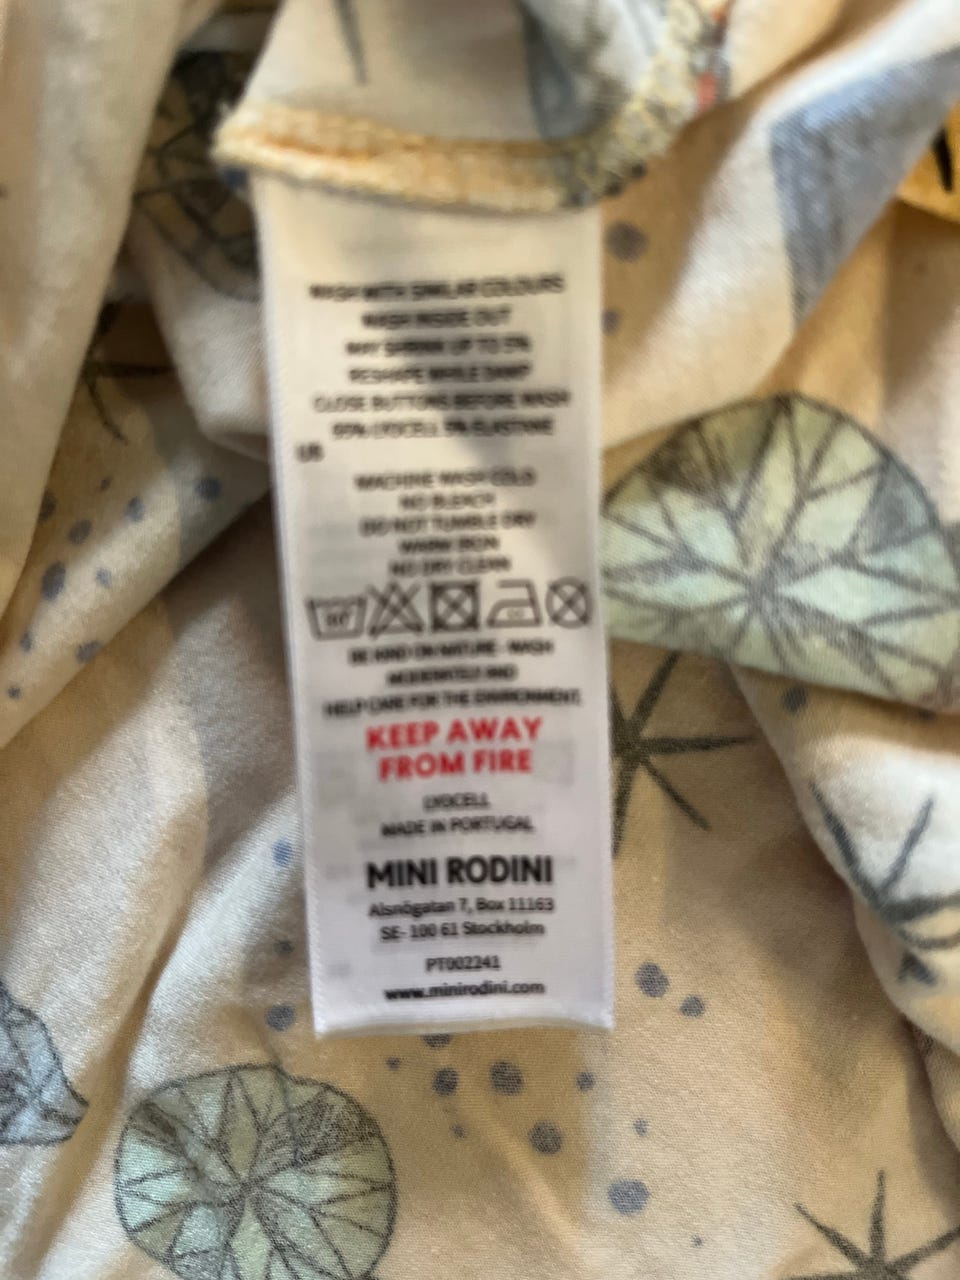 WASH WITH SIMILAR COLOURS
WASH INSIDE OUT
MAY SHRINK UP TO 5%
RESHAPE WHILE DAMP
CLOSE BUTTONS BEFORE WASH
95% LYOCELL 5% ELASTANE
US
MACHINE WASH COLD
NO BLEACH
DO NOT TUMBLE DRY
WARM IRON
NO DRY CLEAN
BE KIND ON NATURE - WASH
MODERATELY AND
HELP CARE FOR THE ENVIRONMENT.
KEEP AWAY
FROM FIRE
LYOCELL
MADE IN PORTUGAL
MINI RODINI
Alsnögatan 7, Box 11163
SE- 100 61 Stockholm
PT002241
www.minirodini.com